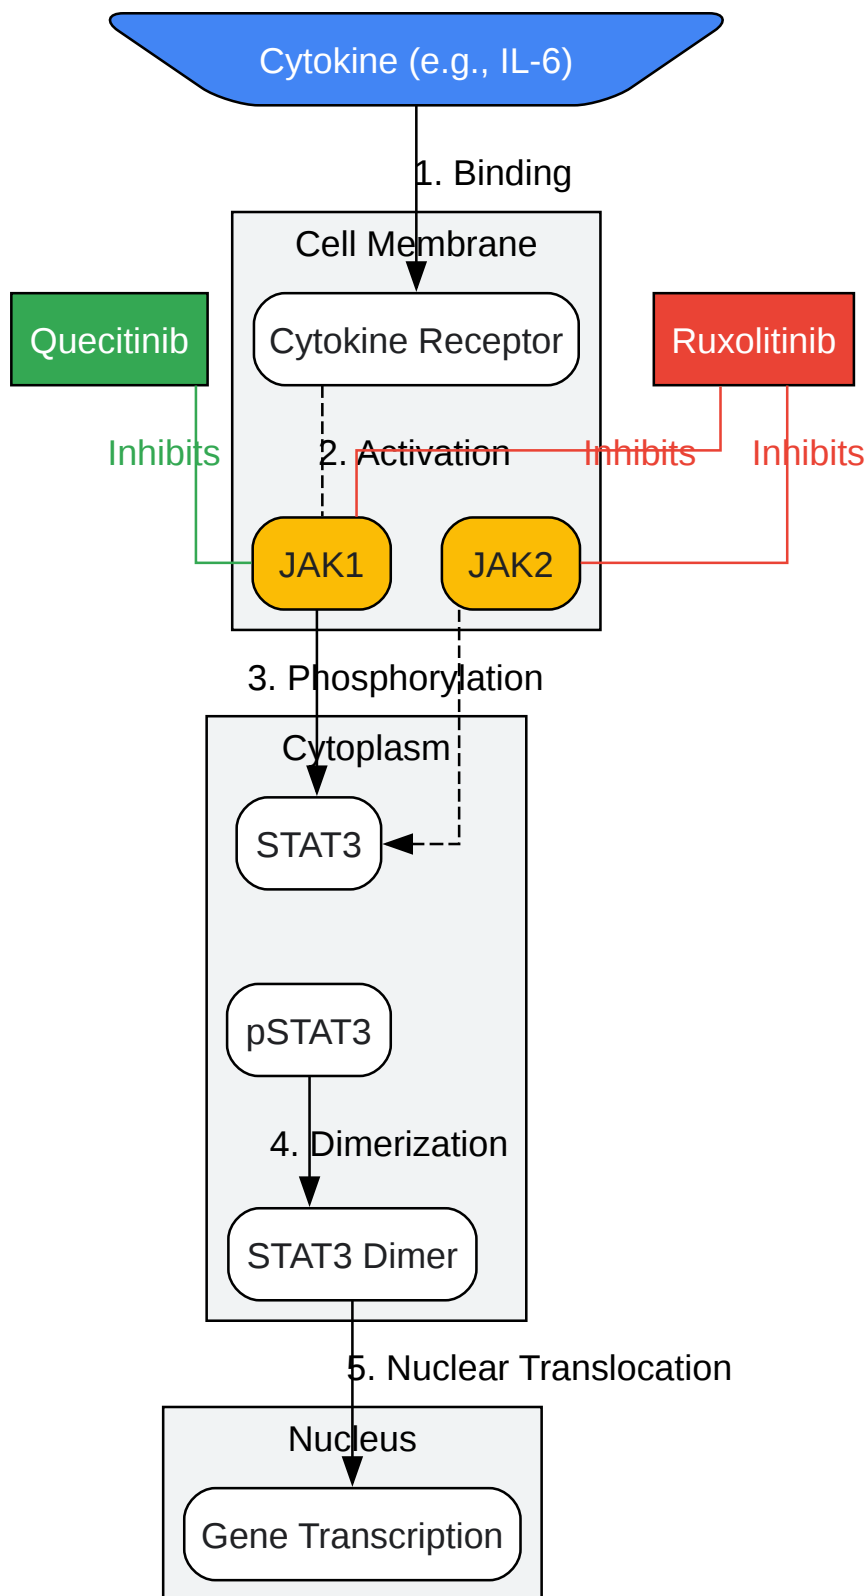 Cytokine (e.g., IL-6)
1. Binding
Cell Membrane
Quecitinib
Cytokine Receptor
Ruxolitinib
Inhibits
2. Activation
Inhibits
Inhibits
JAK1
JAK2
3. Phosphorylation
Cytoplasm
STAT3
pSTAT3
4. Dimerization
STAT3 Dimer
5. Nuclear Translocation
Nucleus
Gene Transcription